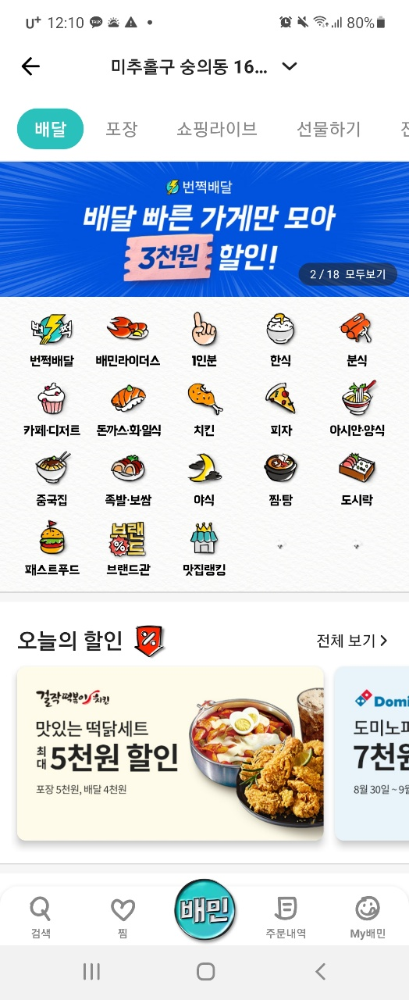 U+ 12:10 TALK 80%
미추홀구 숭의동 16...
배달 포장 쇼핑라이브 선물하기
번쩍배달
배달 빠른 가게만 모아
3천원 할인!
2 / 18 모두보기
번쩍
번쩍배달 배민라이더스 1인분 한식 분식
카페·디저트 돈까스·회·일식 치킨 피자 아시안·양식
중국집 족발·보쌈 야식 찜·탕 도시락
브랜드
%
패스트푸드 브랜드관 맛집랭킹
오늘의 할인 % 전체 보기 >
걸작떡볶이치킨
맛있는 떡닭세트
최대 5천원 할인
포장 5천원, 배달 4천원
Domi
도미노피
7천원
8월 30일 ~ 9월
배민
검색 찜 주문내역 My배민